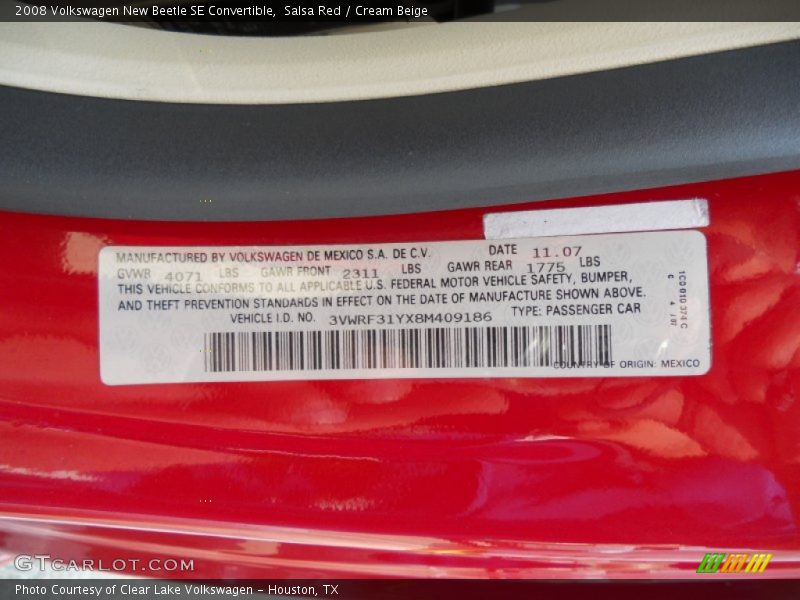 2008 Volkswagen New Beetle SE Convertible,  Salsa Red / Cream Beige
MANUFACTURED BY VOLKSWAGEN DE MEXICO S.A. DE C.V. DATE 11.07
GVWR 4071 LBS GAWR FRONT 2311 LBS GAWR REAR 1775 LBS
THIS VEHICLE CONFORMS TO ALL APPLICABLE U.S. FEDERAL MOTOR VEHICLE SAFETY, BUMPER,
AND THEFT PREVENTION STANDARDS IN EFFECT ON THE DATE OF MANUFACTURE SHOWN ABOVE.
VEHICLE I.D. NO. 3VWRF31YX8M409186 TYPE: PASSENGER CAR
COUNTRY OF ORIGIN: MEXICO
1C0 010 374 C
GTCARLOT.COM
Photo Courtesy of Clear Lake Volkswagen – Houston, TX